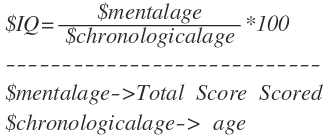 $IQ=$mentalage/$chronologicalage*100
----------------------------
$mentalage->Total Score Scored
$chronologicalage-> age